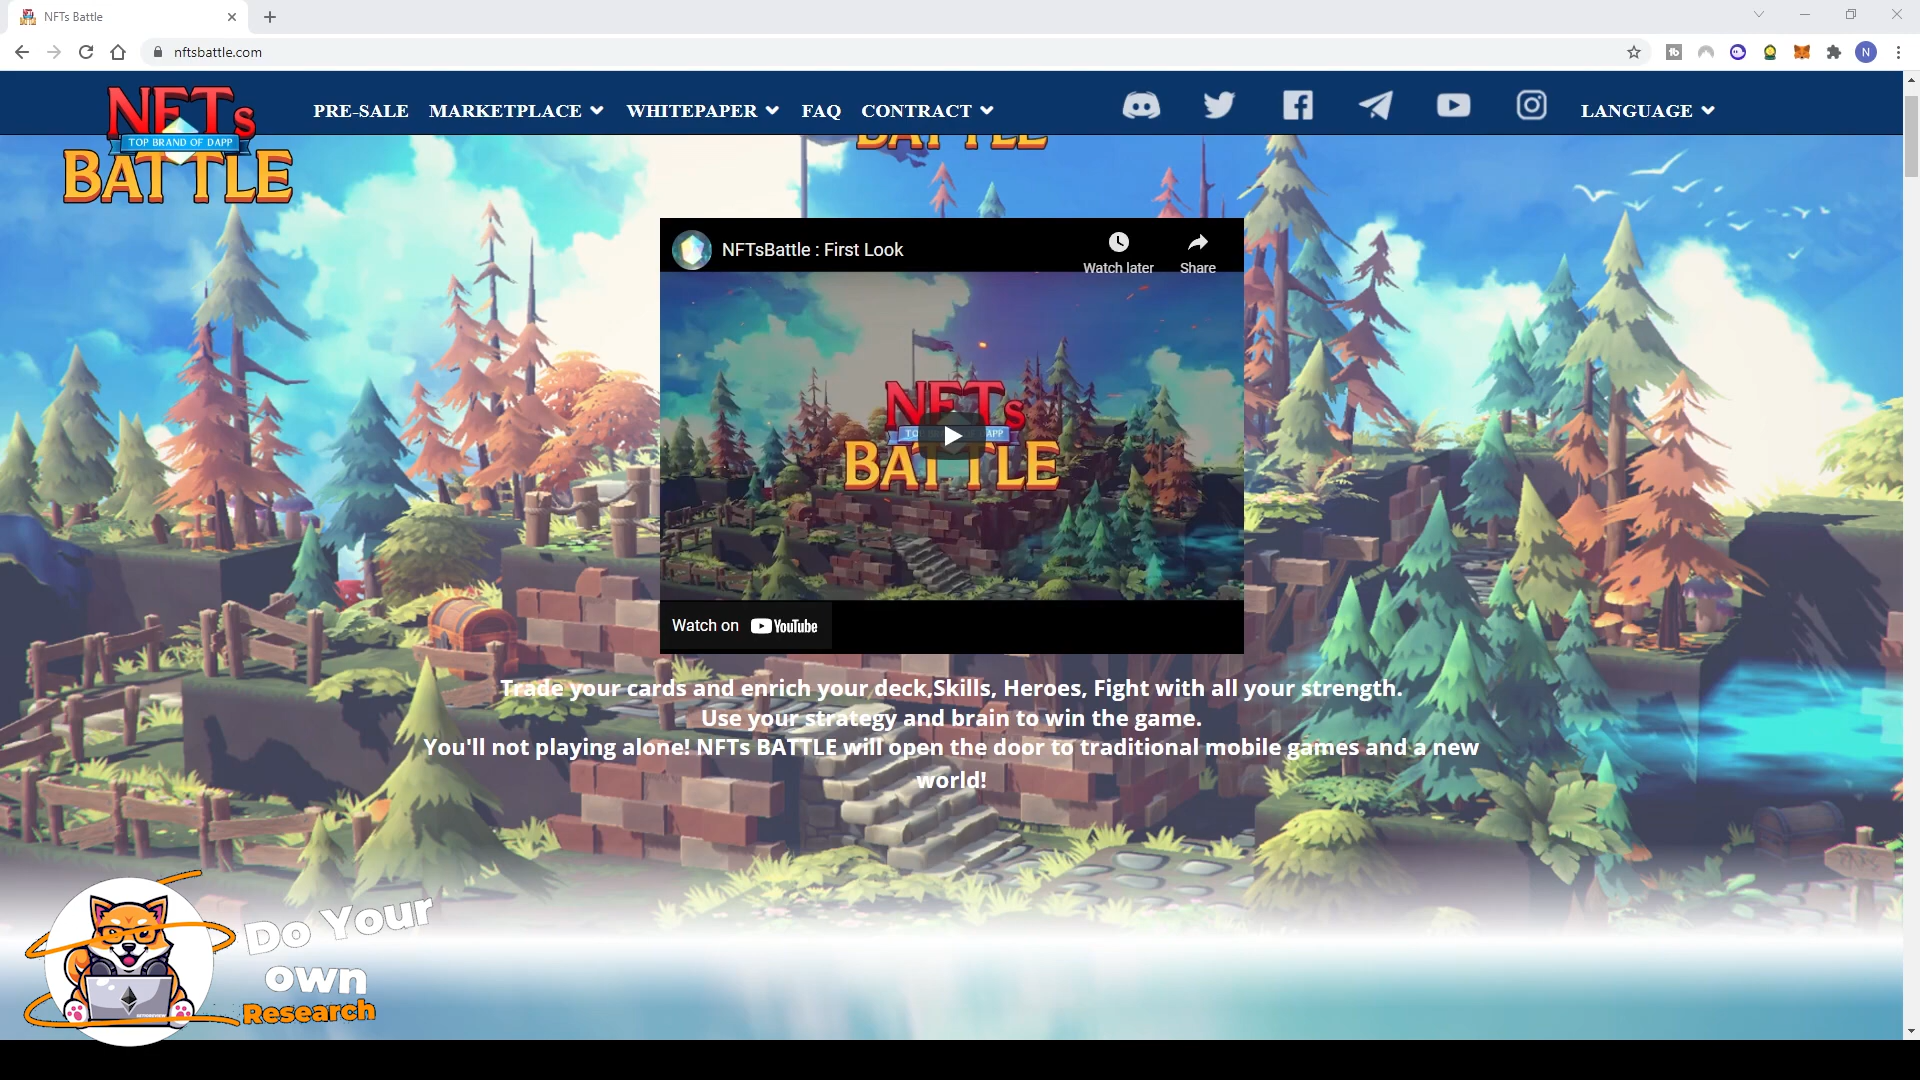 NFTs Battle
nftsbattle.com
NFTs
TOP BRAND OF DAPP
BATTLE
PRE-SALE
MARKETPLACE
WHITEPAPER
FAQ
CONTRACT
LANGUAGE
BATTLE
NFTsBattle : First Look
Watch later
Share
NFTs
BATTLE
Watch on YouTube
Trade your cards and enrich your deck,Skills, Heroes, Fight with all your strength.
Use your strategy and brain to win the game.
You'll not playing alone! NFTs BATTLE will open the door to traditional mobile games and a new
world!
Do Your
own
Research